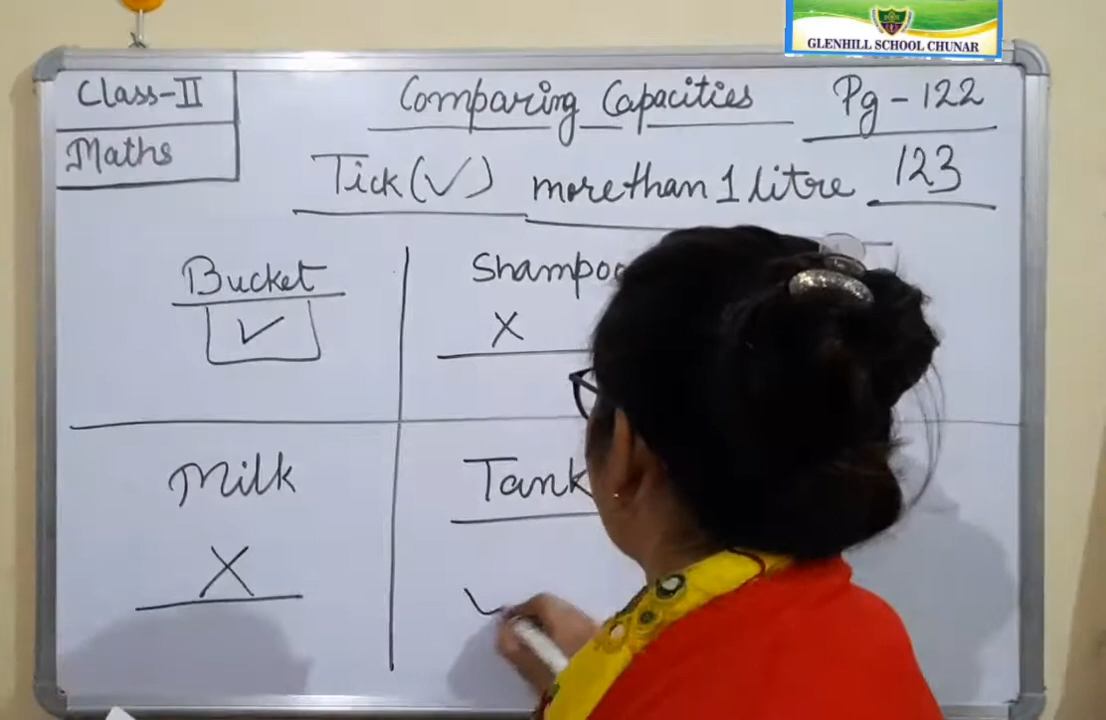 GLENHILL SCHOOL CHUNAR
Class-II
Maths
Comparing Capacities
Pg - 122
123
Tick (✓) more than 1 litre
Bucket
✓
Shampoo
X
Milk
X
Tank
✓